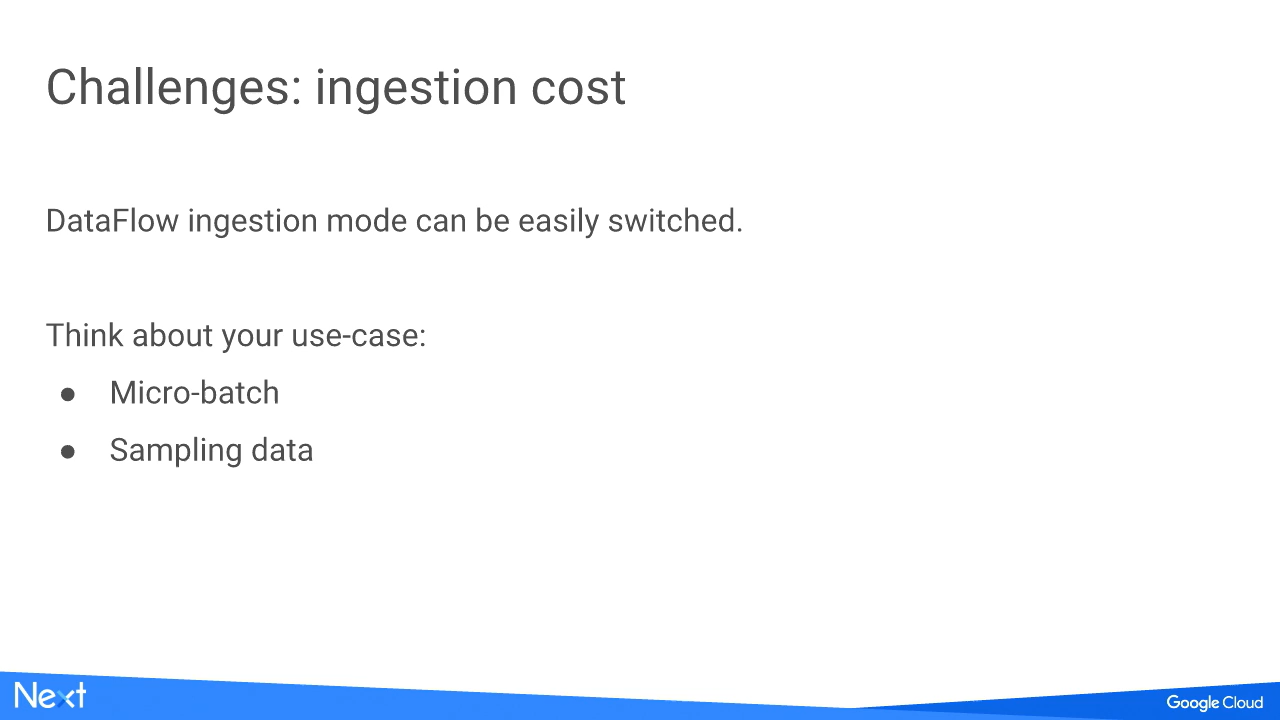 Challenges: ingestion cost
DataFlow ingestion mode can be easily switched.
Think about your use-case:
● Micro-batch
● Sampling data
Next
Google Cloud